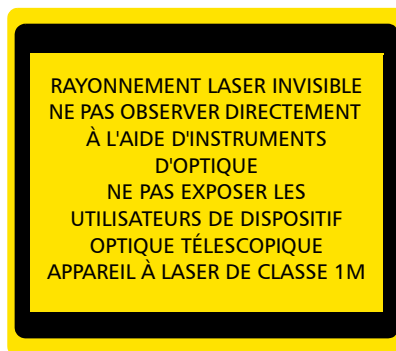 RAYONNEMENT LASER INVISIBLE
NE PAS OBSERVER DIRECTEMENT
À L'AIDE D'INSTRUMENTS
D'OPTIQUE
NE PAS EXPOSER LES
UTILISATEURS DE DISPOSITIF
OPTIQUE TÉLESCOPIQUE
APPAREIL À LASER DE CLASSE 1M